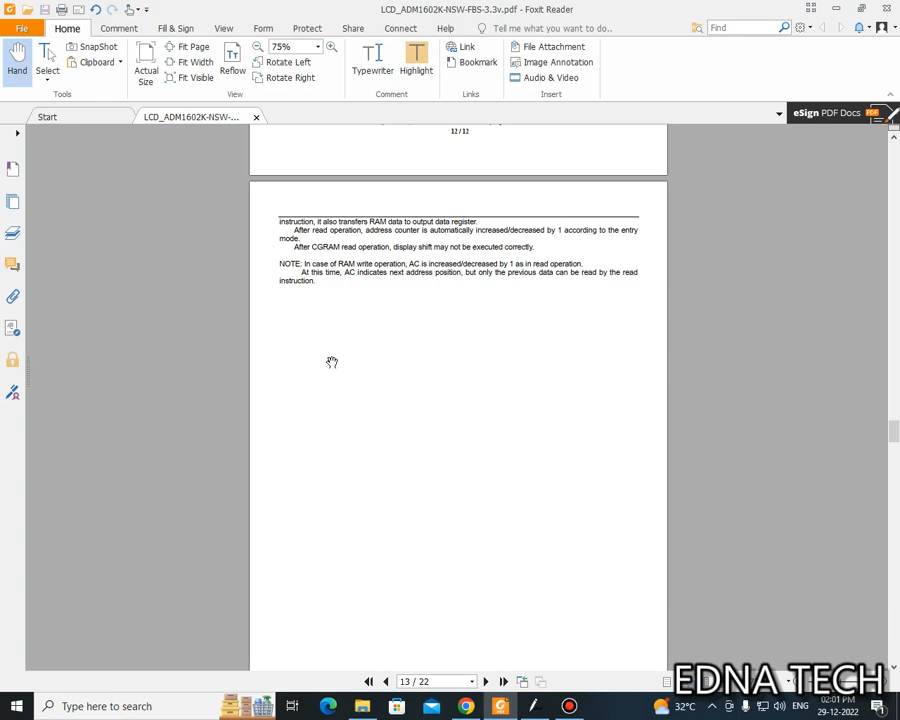 LCD_ADM1602K-NSW-FBS-3.3v.pdf - Foxit Reader
File Home Comment Fill & Sign View Form Protect Share Connect Help Tell me what you want to do... Find
SnapShot
Clipboard
Hand Select
Tools
Actual Size
Fit Page
Fit Width
Fit Visible
Reflow
75%
Rotate Left
Rotate Right
View
Typewriter Highlight
Comment
Link
Bookmark
Links
File Attachment
Image Annotation
Audio & Video
Insert
Start LCD_ADM1602K-NSW-... eSign PDF Docs PDF
12/12
instruction, it also transfers RAM data to output data register.
After read operation, address counter is automatically increased/decreased by 1 according to the entry
mode.
After CGRAM read operation, display shift may not be executed correctly.
NOTE: In case of RAM write operation, AC is increased/decreased by 1 as in read operation.
At this time, AC indicates next address position, but only the previous data can be read by the read
instruction.
13 / 22
EDNA TECH
Type here to search
32°C
ENG
02:01 PM
29-12-2022
1